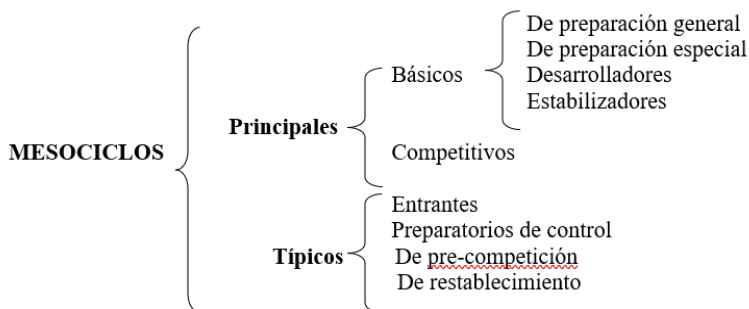 De preparación general
De preparación especial
Básicos
Desarrolladores
Estabilizadores
Principales
MESOCICLOS
Competitivos
Entrantes
Preparatorios de control
Típicos
De pre-competición
De restablecimiento